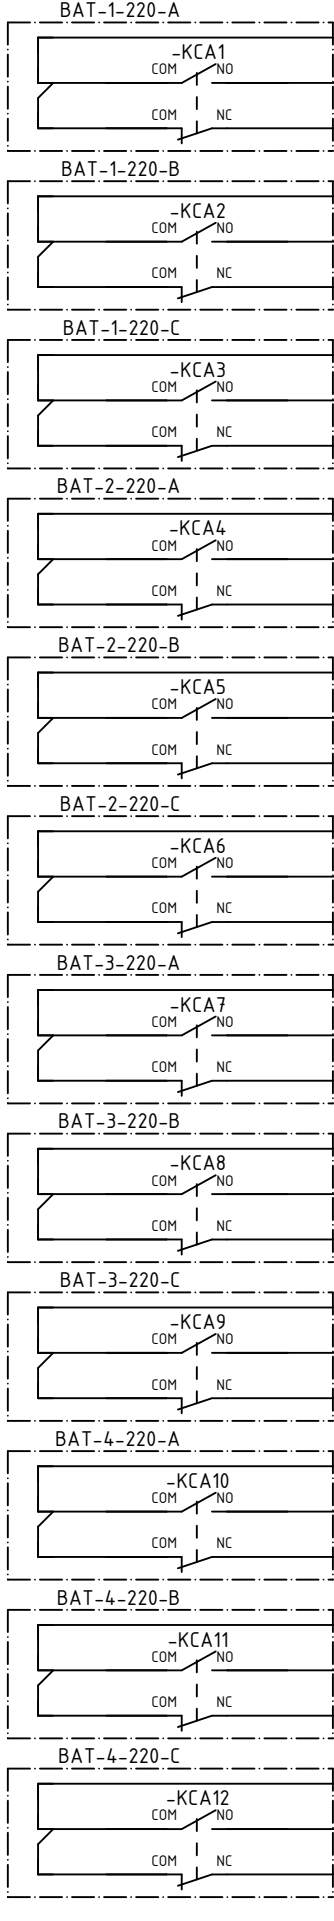 BAT-1-220-A
-KCA1
COM NO
COM NC
BAT-1-220-B
-KCA2
COM NO
COM NC
BAT-1-220-C
-KCA3
COM NO
COM NC
BAT-2-220-A
-KCA4
COM NO
COM NC
BAT-2-220-B
-KCA5
COM NO
COM NC
BAT-2-220-C
-KCA6
COM NO
COM NC
BAT-3-220-A
-KCA7
COM NO
COM NC
BAT-3-220-B
-KCA8
COM NO
COM NC
BAT-3-220-C
-KCA9
COM NO
COM NC
BAT-4-220-A
-KCA10
COM NO
COM NC
BAT-4-220-B
-KCA11
COM NO
COM NC
BAT-4-220-C
-KCA12
COM NO
COM NC